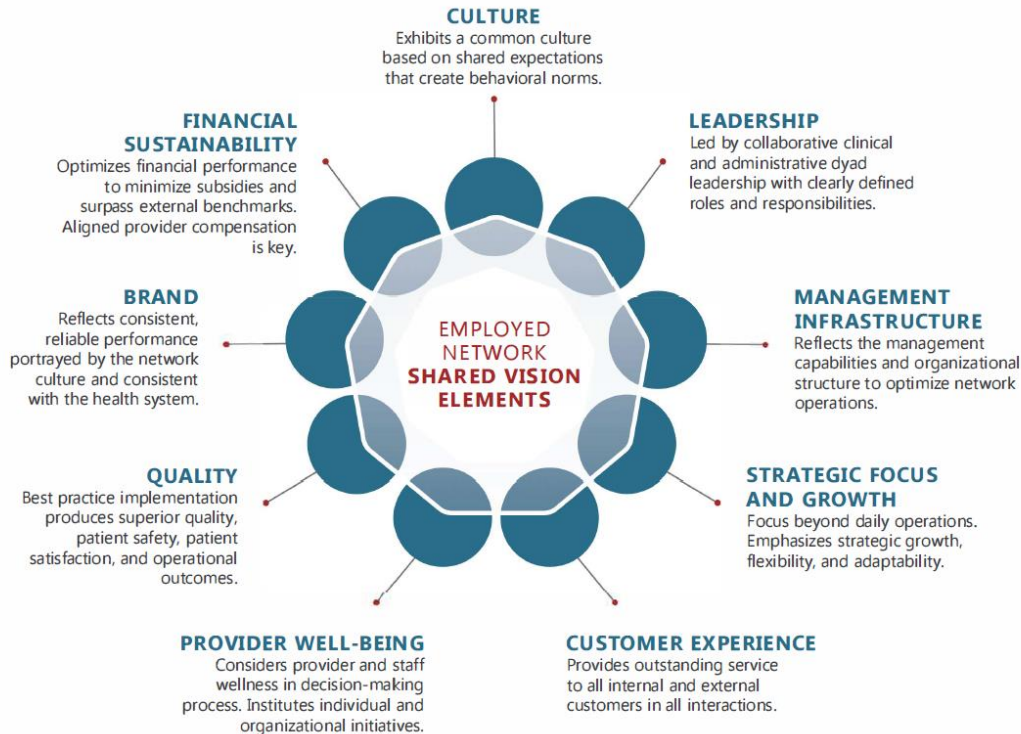 CULTURE
Exhibits a common culture
based on shared expectations
that create behavioral norms.
LEADERSHIP
Led by collaborative clinical
and administrative dyad
leadership with clearly defined
roles and responsibilities.
MANAGEMENT
INFRASTRUCTURE
Reflects the management
capabilities and organizational
structure to optimize network
operations.
STRATEGIC FOCUS
AND GROWTH
Focus beyond daily operations.
Emphasizes strategic growth,
flexibility, and adaptability.
CUSTOMER EXPERIENCE
Provides outstanding service
to all internal and external
customers in all interactions.
PROVIDER WELL-BEING
Considers provider and staff
wellness in decision-making
process. Institutes individual and
organizational initiatives.
QUALITY
Best practice implementation
produces superior quality,
patient safety, patient
satisfaction, and operational
outcomes.
BRAND
Reflects consistent,
reliable performance
portrayed by the network
culture and consistent
with the health system.
FINANCIAL
SUSTAINABILITY
Optimizes financial performance
to minimize subsidies and
surpass external benchmarks.
Aligned provider compensation
is key.
EMPLOYED
NETWORK
SHARED VISION
ELEMENTS